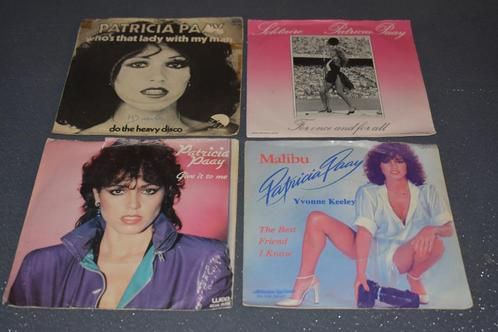 PATRICIA PAAY
who's that lady with my man
do the heavy disco
Solitaire Patricia Paay
For once and for all
Patricia
Paay
Give it to me
wea
Malibu
Patricia Paay
Yvonne Keeley
The Best
Friend
I Know